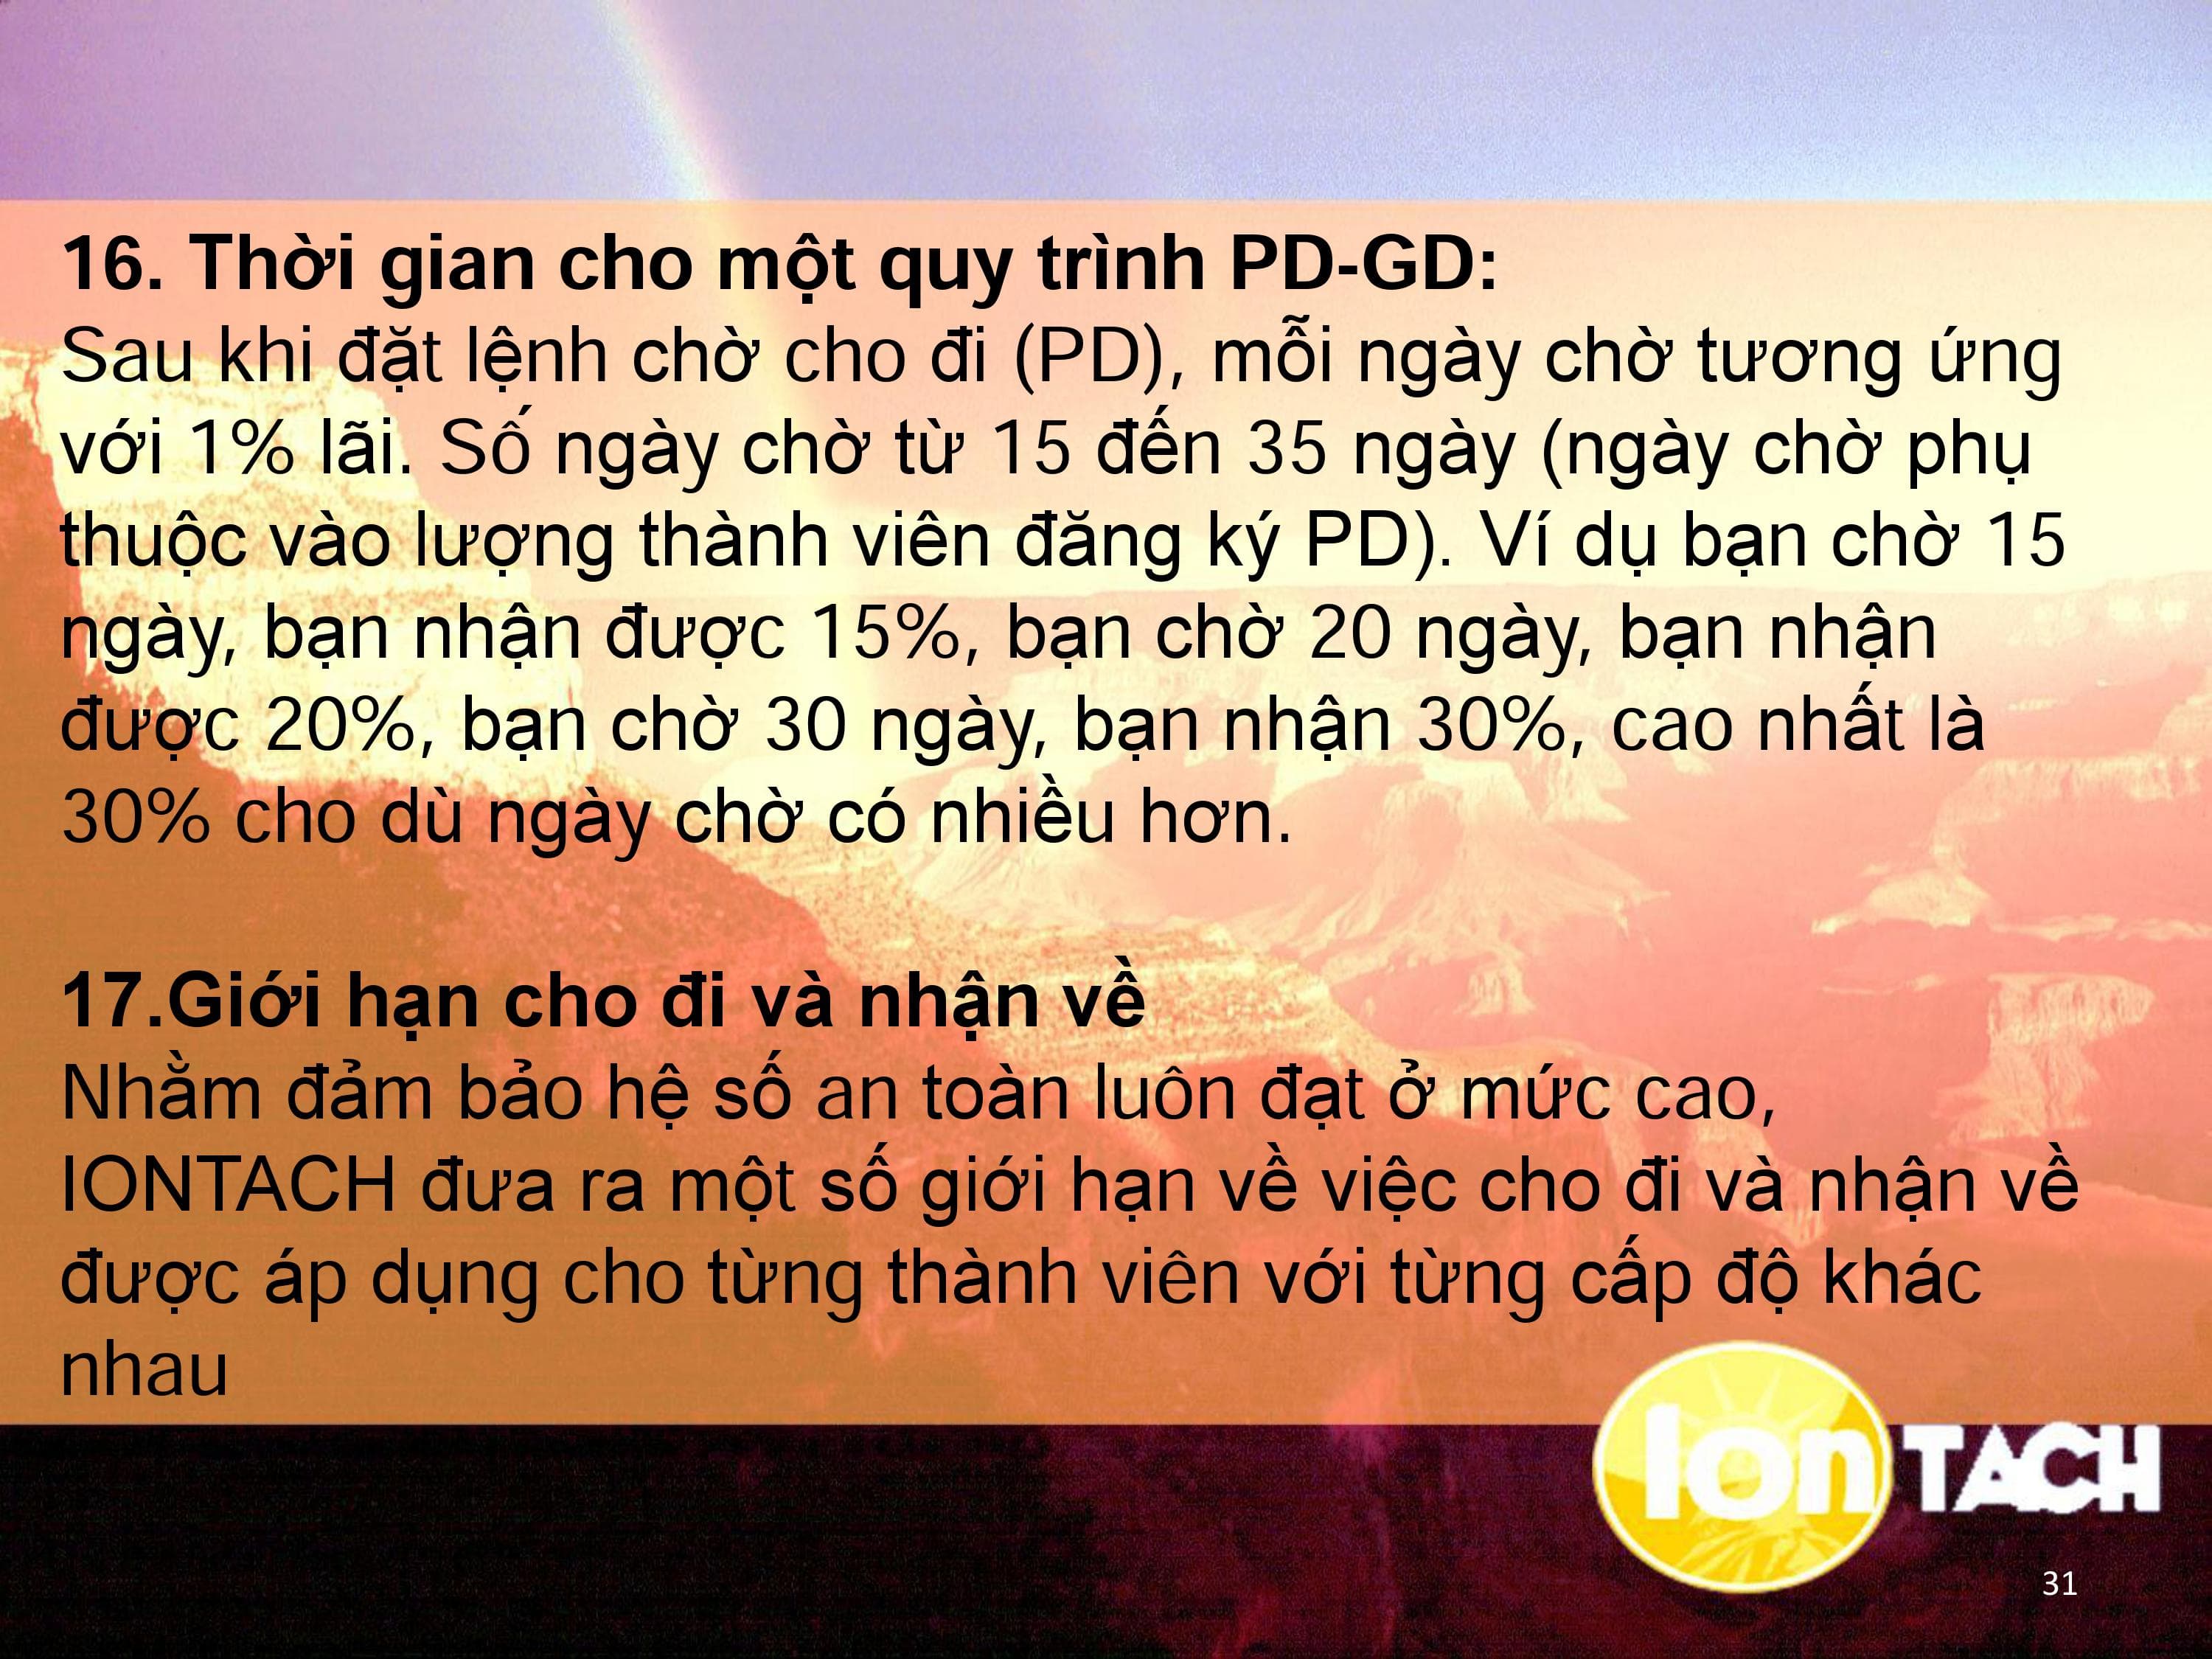 16. Thời gian cho một quy trình PD-GD:
Sau khi đặt lệnh chờ cho đi (PD), mỗi ngày chờ tương ứng
với 1% lãi. Số ngày chờ từ 15 đến 35 ngày (ngày chờ phụ
thuộc vào lượng thành viên đăng ký PD). Ví dụ bạn chờ 15
ngày, bạn nhận được 15%, bạn chờ 20 ngày, bạn nhận
được 20%, bạn chờ 30 ngày, bạn nhận 30%, cao nhất là
30% cho dù ngày chờ có nhiều hơn.
17.Giới hạn cho đi và nhận về
Nhằm đảm bảo hệ số an toàn luôn đạt ở mức cao,
IONTACH đưa ra một số giới hạn về việc cho đi và nhận về
được áp dụng cho từng thành viên với từng cấp độ khác
nhau
Ion TACH
31